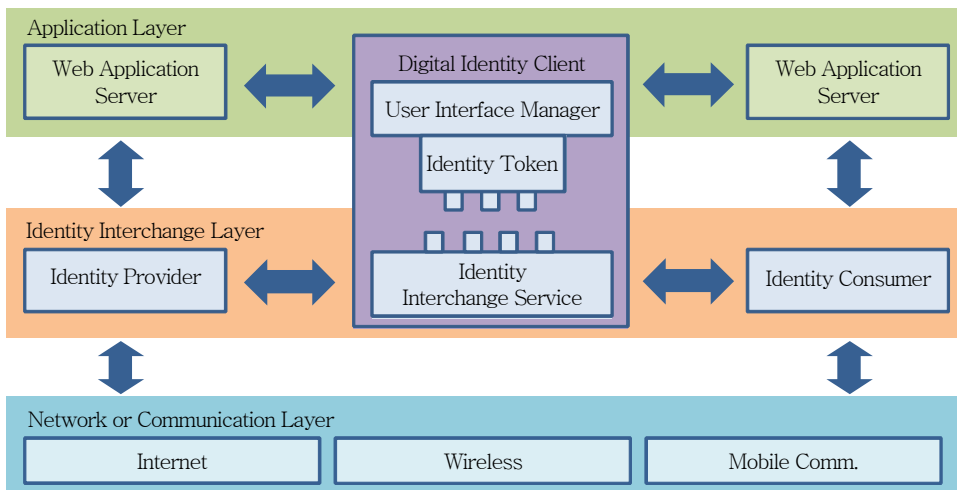 Application Layer
Web Application
Server
Digital Identity Client
User Interface Manager
Identity Token
Web Application
Server
Identity Interchange Layer
Identity Provider
Identity
Interchange Service
Identity Consumer
Network or Communication Layer
Internet
Wireless
Mobile Comm.